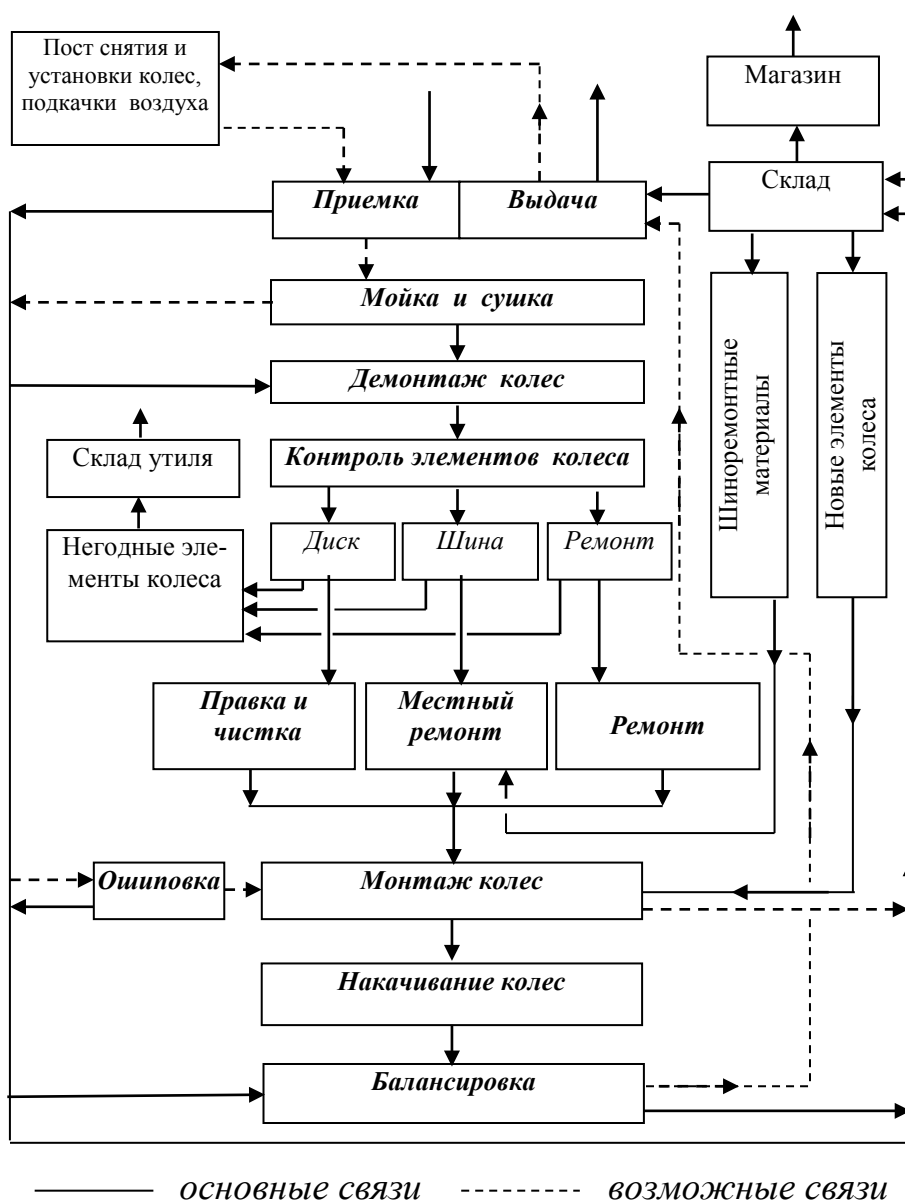 Пост снятия и
установки колес,
подкачки воздуха
Магазин
Склад
Приемка
Выдача
Мойка и сушка
Демонтаж колес
Шиноремонтные
материалы
Новые элементы
колеса
Склад утиля
Контроль элементов колеса
Негодные эле-
менты колеса
Диск
Шина
Ремонт
Правка и
чистка
Местный
ремонт
Ремонт
Ошиповка
Монтаж колес
Накачивание колес
Балансировка
основные связи
возможные связи